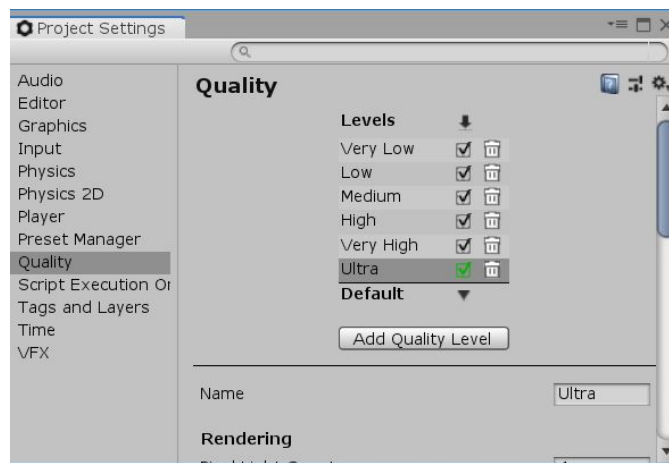 Project Settings
Audio
Editor
Graphics
Input
Physics
Physics 2D
Player
Preset Manager
Quality
Script Execution Or
Tags and Layers
Time
VFX
Quality
Levels
Very Low
Low
Medium
High
Very High
Ultra
Default
Add Quality Level
Name
Ultra
Rendering